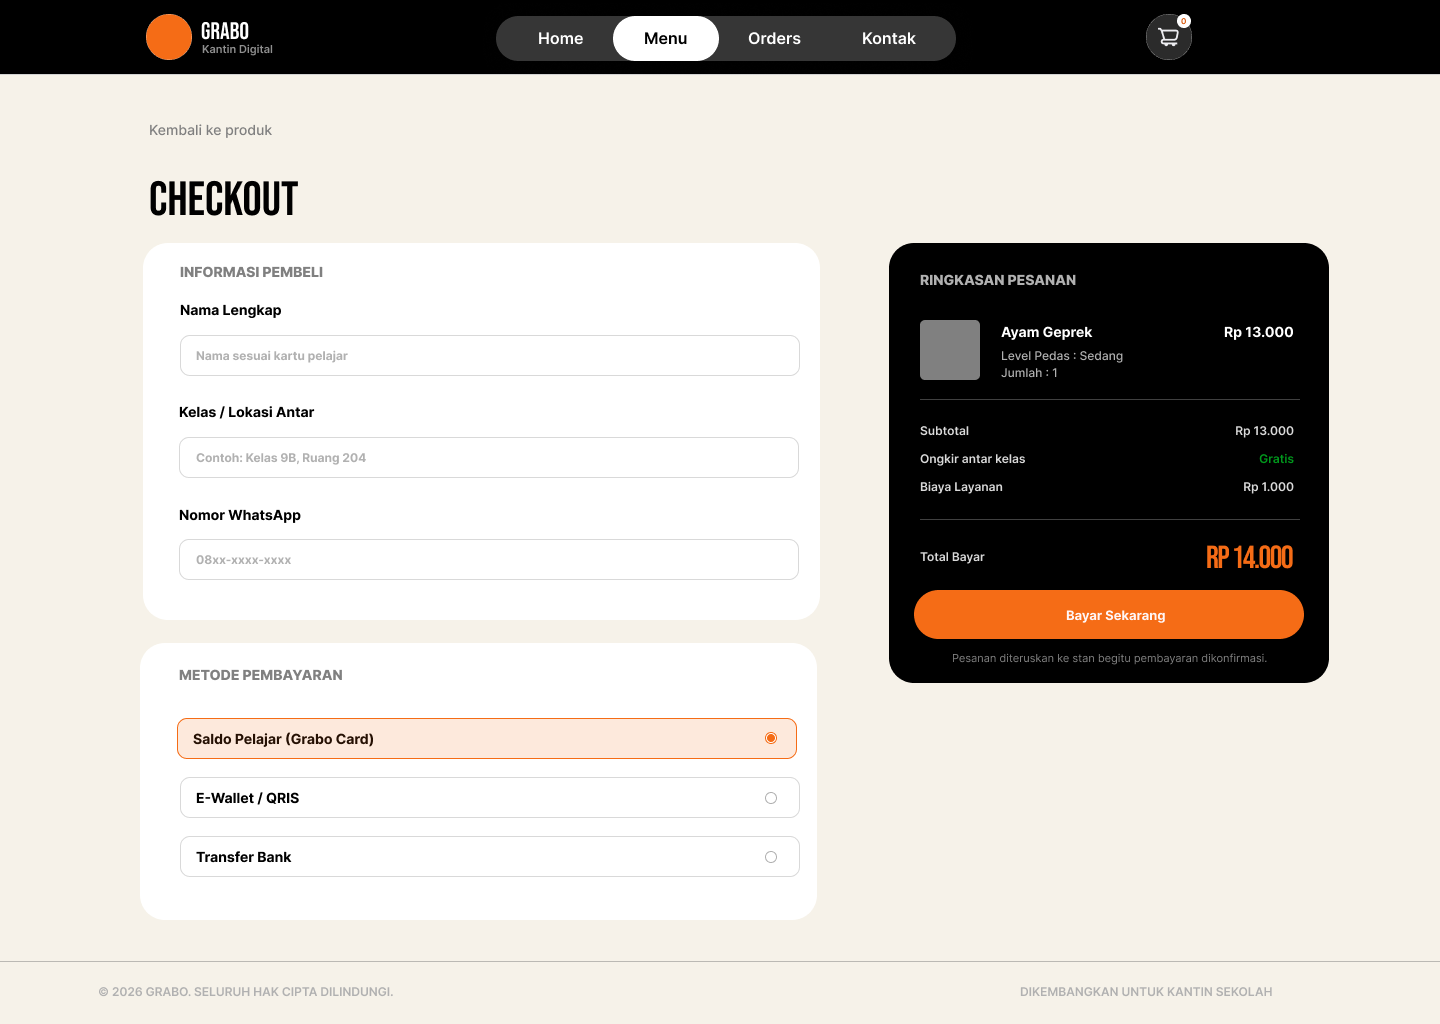 GRABO
Kantin Digital
Home
Menu
Orders
Kontak
0
Kembali ke produk
CHECKOUT
INFORMASI PEMBELI
Nama Lengkap
Nama sesuai kartu pelajar
Kelas / Lokasi Antar
Contoh: Kelas 9B, Ruang 204
Nomor WhatsApp
08xx-xxxx-xxxx
METODE PEMBAYARAN
Saldo Pelajar (Grabo Card)
E-Wallet / QRIS
Transfer Bank
RINGKASAN PESANAN
Ayam Geprek Rp 13.000
Level Pedas : Sedang
Jumlah : 1
Subtotal Rp 13.000
Ongkir antar kelas Gratis
Biaya Layanan Rp 1.000
Total Bayar RP 14.000
Bayar Sekarang
Pesanan diteruskan ke stan begitu pembayaran dikonfirmasi.
© 2026 GRABO. SELURUH HAK CIPTA DILINDUNGI.
DIKEMBANGKAN UNTUK KANTIN SEKOLAH